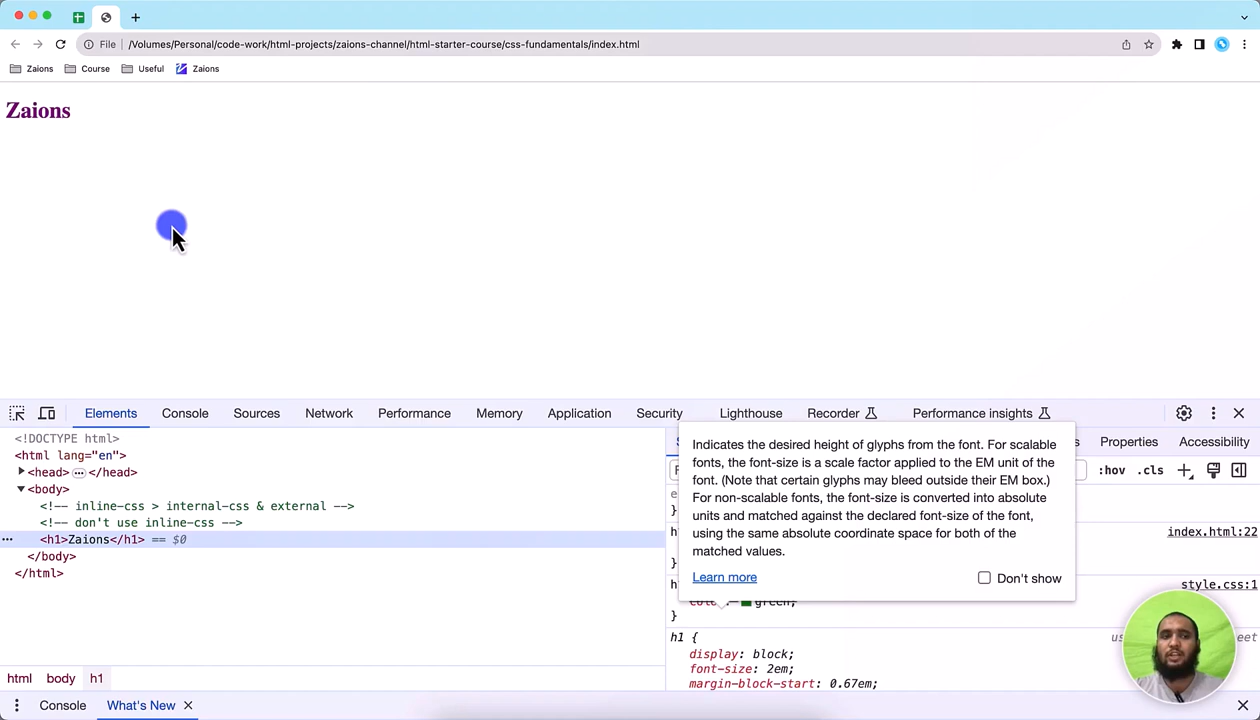 File /Volumes/Personal/code-work/html-projects/zaions-channel/html-starter-course/css-fundamentals/index.html
Zaions Course Useful Zaions
Zaions
Elements Console Sources Network Performance Memory Application Security Lighthouse Recorder Performance insights
<!DOCTYPE html>
<html lang="en">
<head> ••• </head>
<body>
<!-- inline-css > internal-css & external -->
<!-- don't use inline-css -->
<h1>Zaions</h1> == $0
</body>
</html>
html body h1
Console What's New
Properties Accessibility
:hov .cls
Indicates the desired height of glyphs from the font. For scalable
fonts, the font-size is a scale factor applied to the EM unit of the
font. (Note that certain glyphs may bleed outside their EM box.)
For non-scalable fonts, the font-size is converted into absolute
units and matched against the declared font-size of the font,
using the same absolute coordinate space for both of the
matched values.
Learn more Don't show
}
index.html:22
}
style.css:1
color: green;
}
h1 {
display: block;
font-size: 2em;
margin-block-start: 0.67em;